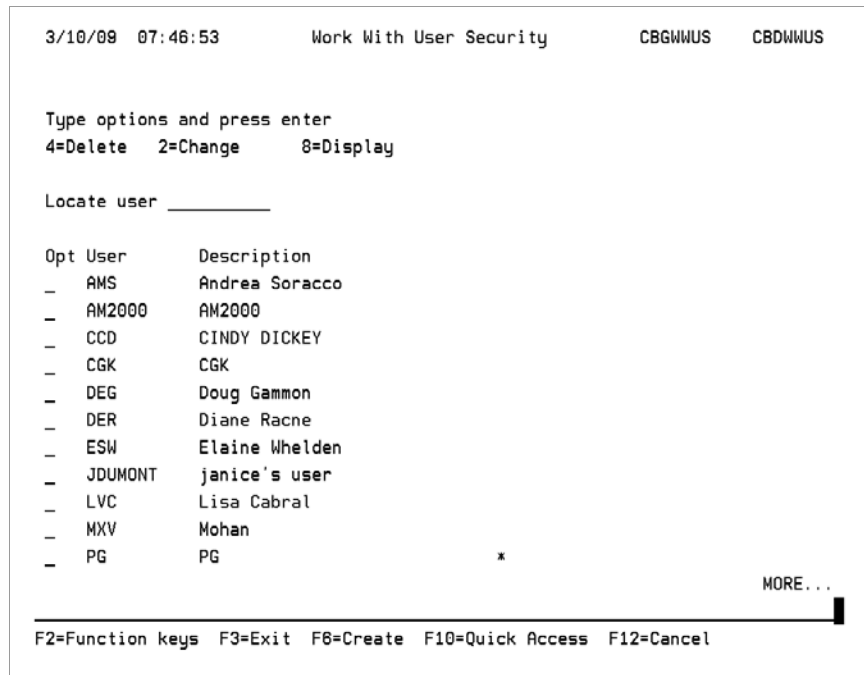 3/10/09 07:46:53 Work With User Security CBGWWUS CBDWWUS
Type options and press enter
4=Delete 2=Change 8=Display
Locate user __________
Opt User Description
_ AMS Andrea Soracco
_ AM2000 AM2000
_ CCD CINDY DICKEY
_ CGK CGK
_ DEG Doug Gammon
_ DER Diane Racne
_ ESW Elaine Whelden
_ JDUMONT janice's user
_ LVC Lisa Cabral
_ MXV Mohan
_ PG PG *
MORE...
F2=Function keys F3=Exit F6=Create F10=Quick Access F12=Cancel